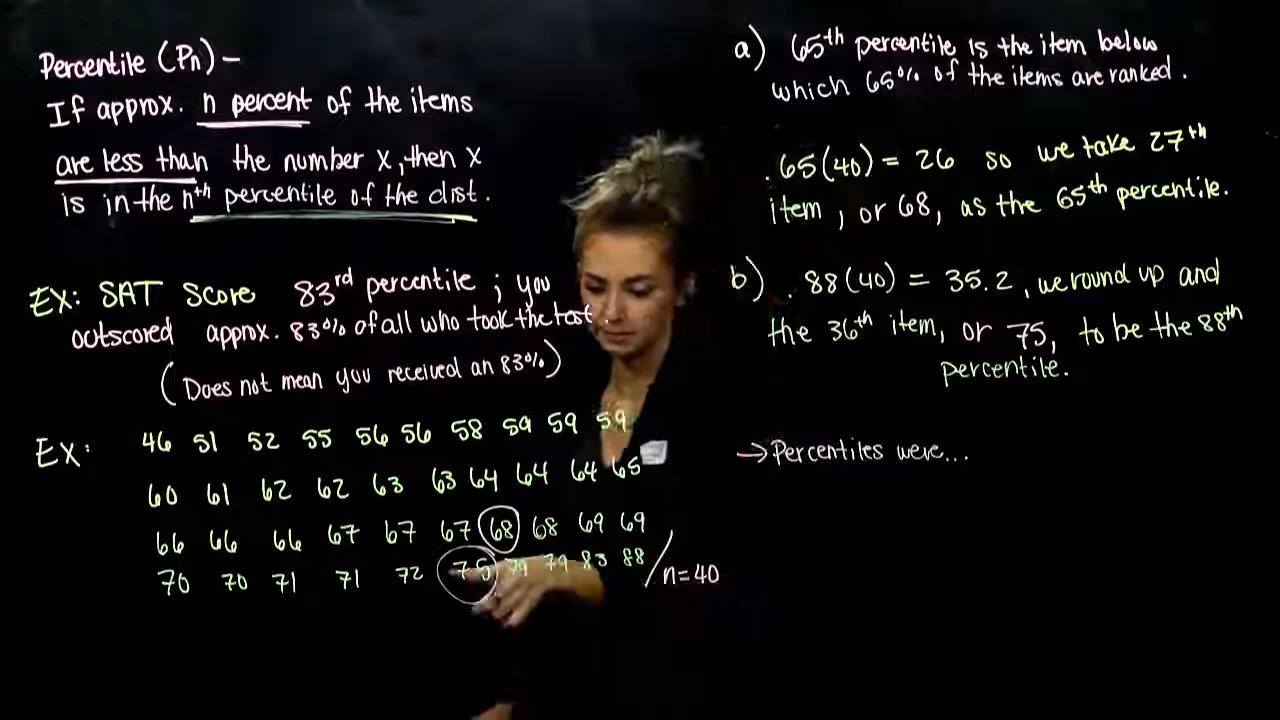 Percentile (Pn) –
If approx. n percent of the items
are less than the number x, then x
is in the nth percentile of the dist.
EX: SAT Score 83rd percentile ; you
outscored approx. 83% of all who took the test.
(Does not mean you received an 83%)
Ex: 46 51 52 55 56 56 58 59 59 59
60 61 62 62 63 63 64 64 64 65
66 66 66 67 67 67 68 68 69 69
70 70 71 71 72 75 79 79 83 88 / n=40
a) 65th percentile is the item below
which 65% of the items are ranked.
.65(40) = 26 so we take 27th
item, or 68, as the 65th percentile.
b) .88(40) = 35.2, we round up and
the 36th item, or 75, to be the 88th
percentile.
→ Percentiles were...